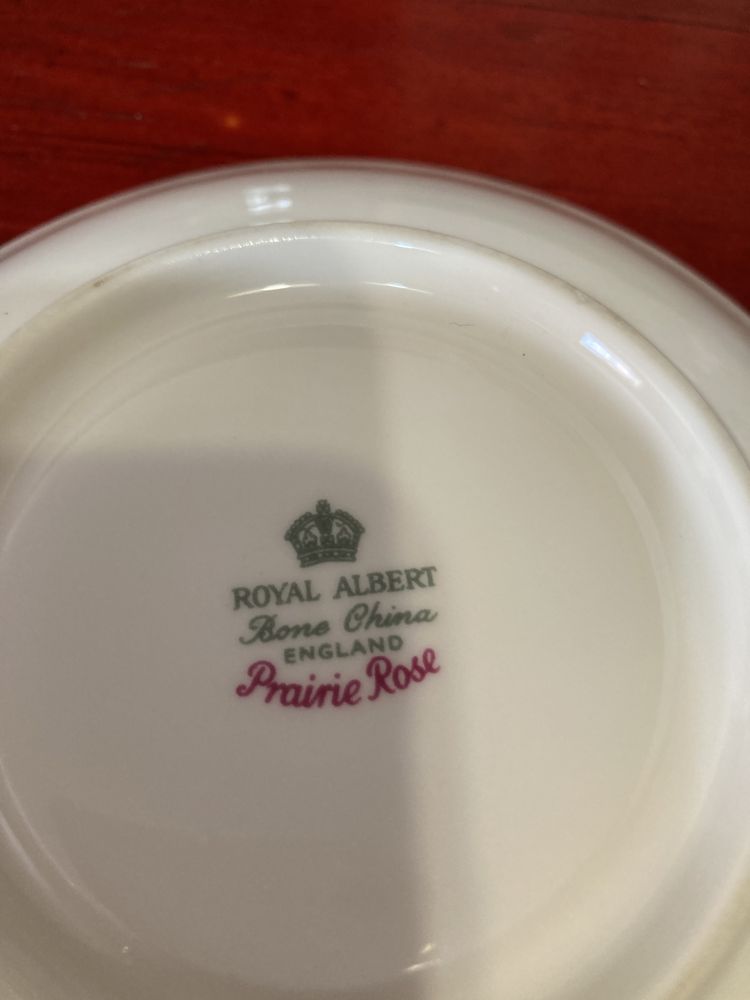 ROYAL ALBERT
Bone China
ENGLAND
Prairie Rose